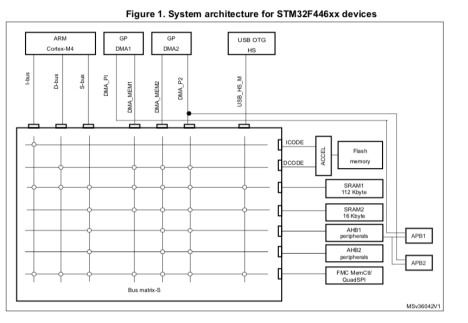 Figure 1. System architecture for STM32F446xx devices
ARM
Cortex-M4
GP
DMA1
GP
DMA2
USB OTG
HS
I-bus
D-bus
S-bus
DMA_PI
DMA_MEM1
DMA_MEM2
DMA_P2
USB_HS_M
ICODE
DCODE
ACCEL
Flash
memory
SRAM1
112 Kbyte
SRAM2
16 Kbyte
AHB1
peripherals
AHB2
peripherals
FMC MemCtl/
QuadSPI
APB1
APB2
Bus matrix-S
MSv36042V1